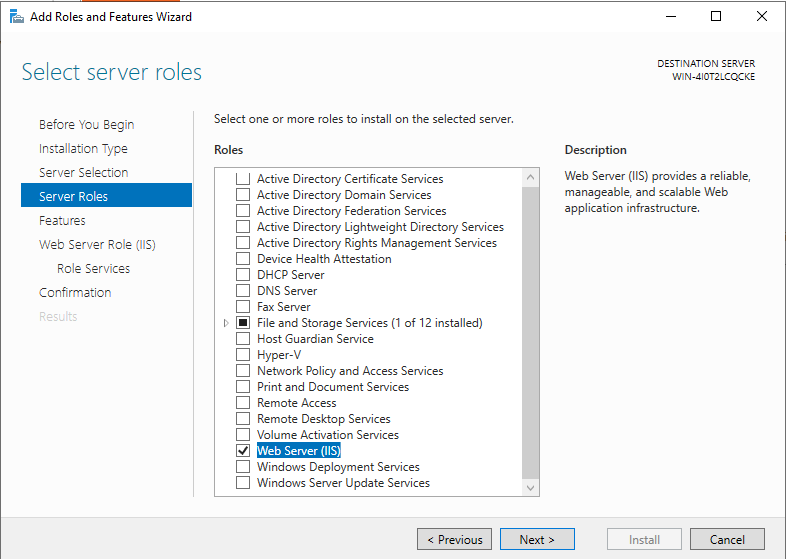 Add Roles and Features Wizard
Select server roles
DESTINATION SERVER
WIN-4I0T2LCQCKE
Before You Begin
Installation Type
Server Selection
Server Roles
Features
Web Server Role (IIS)
Role Services
Confirmation
Results
Select one or more roles to install on the selected server.
Roles
Active Directory Certificate Services
Active Directory Domain Services
Active Directory Federation Services
Active Directory Lightweight Directory Services
Active Directory Rights Management Services
Device Health Attestation
DHCP Server
DNS Server
Fax Server
File and Storage Services (1 of 12 installed)
Host Guardian Service
Hyper-V
Network Policy and Access Services
Print and Document Services
Remote Access
Remote Desktop Services
Volume Activation Services
Web Server (IIS)
Windows Deployment Services
Windows Server Update Services
Description
Web Server (IIS) provides a reliable,
manageable, and scalable Web
application infrastructure.
< Previous
Next >
Install
Cancel